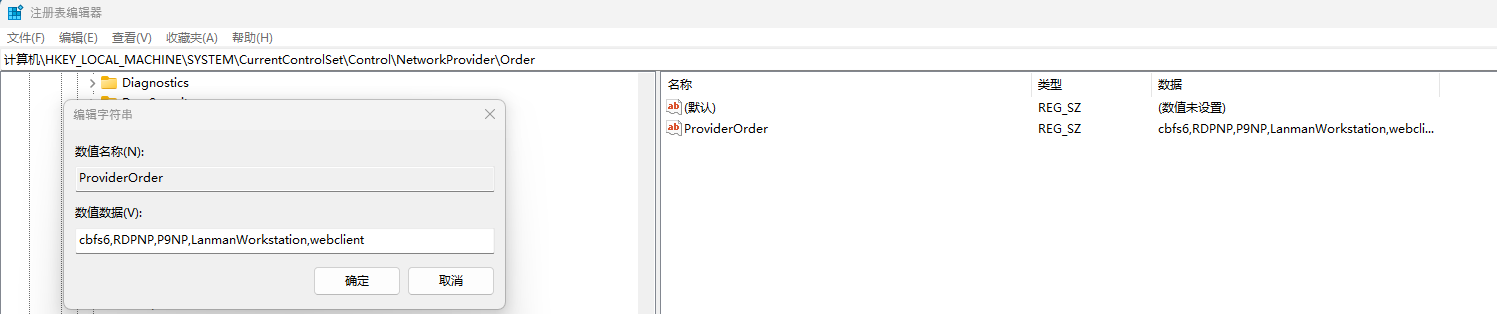 注册表编辑器
文件(F) 编辑(E) 查看(V) 收藏夹(A) 帮助(H)
计算机\HKEY_LOCAL_MACHINE\SYSTEM\CurrentControlSet\Control\NetworkProvider\Order
Diagnostics
编辑字符串
数值名称(N):
ProviderOrder
数值数据(V):
cbfs6,RDPNP,P9NP,LanmanWorkstation,webclient
确定 取消
名称 类型 数据
ab (默认) REG_SZ (数值未设置)
ab ProviderOrder REG_SZ cbfs6,RDPNP,P9NP,LanmanWorkstation,webcli...